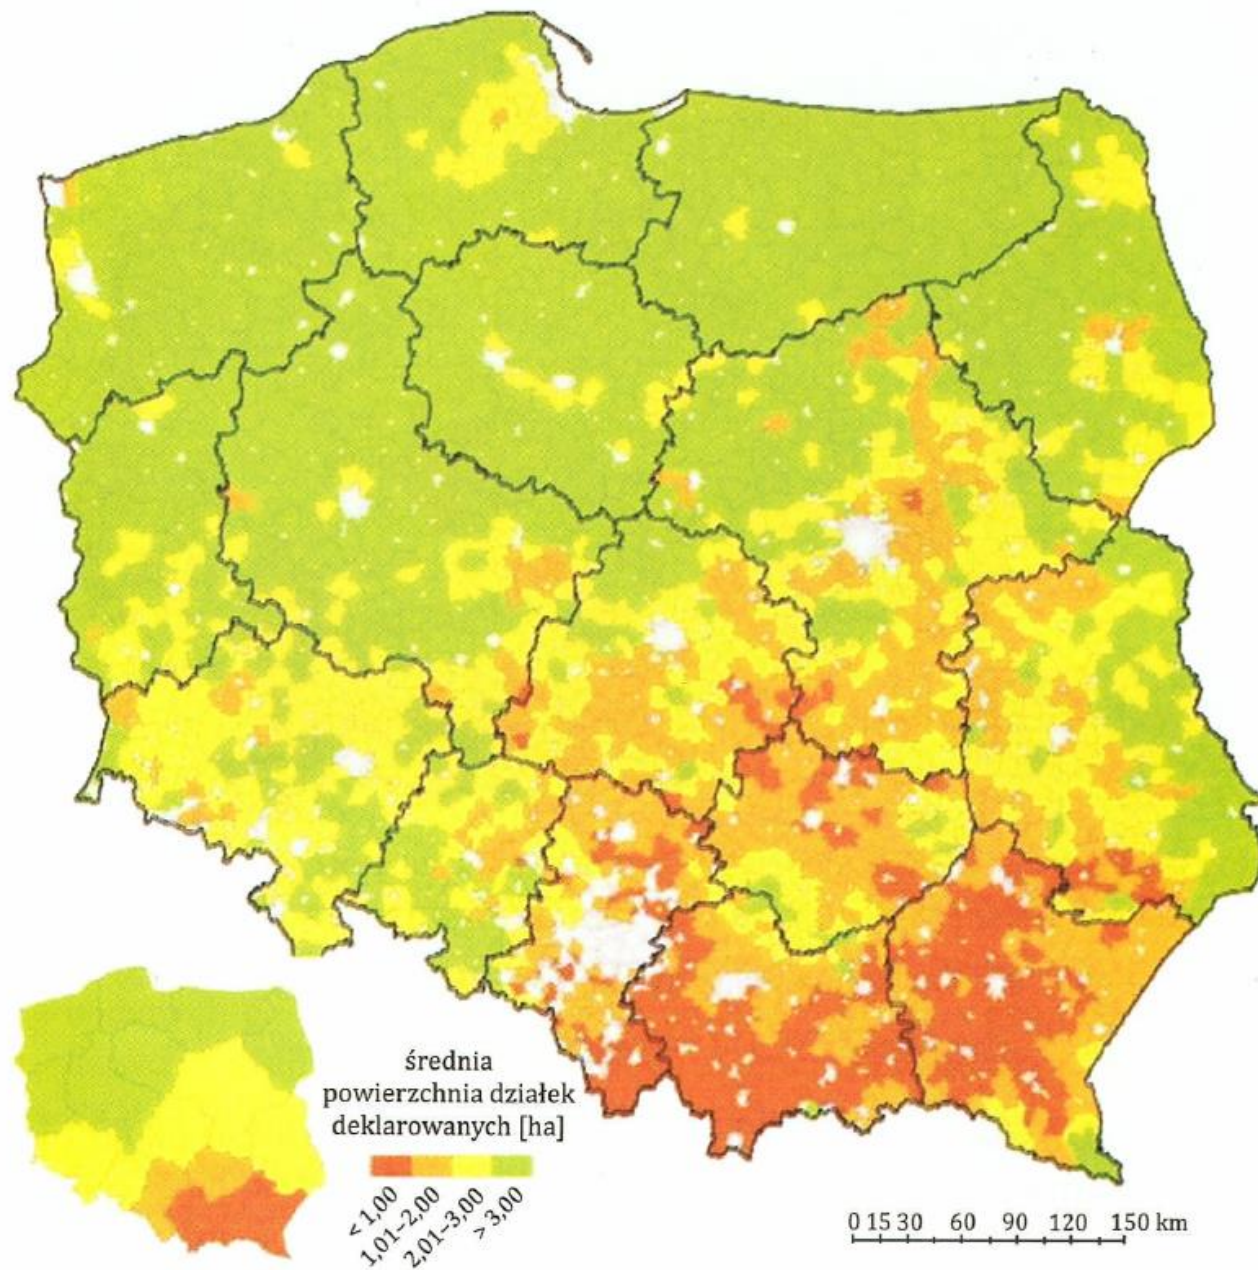 średnia
powierzchnia działek
deklarowanych [ha]
< 1,00
1,01–2,00
2,01–3,00
> 3,00
0 15 30 60 90 120 150 km